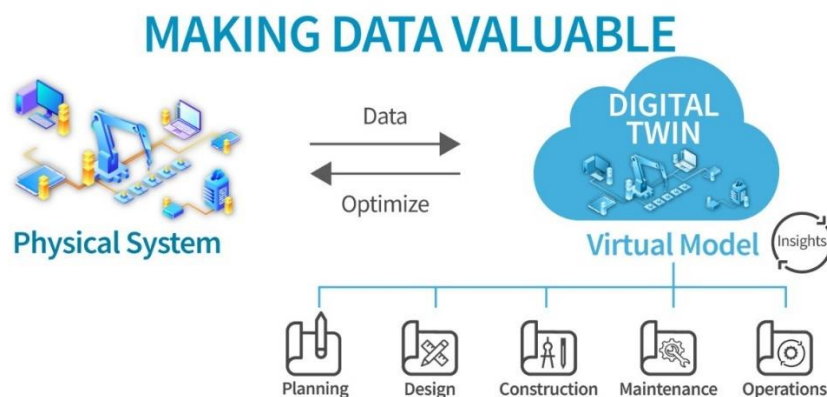 MAKING DATA VALUABLE
DIGITAL
TWIN
Data
Optimize
Physical System
Virtual Model
Insights
Planning
Design
Construction
Maintenance
Operations